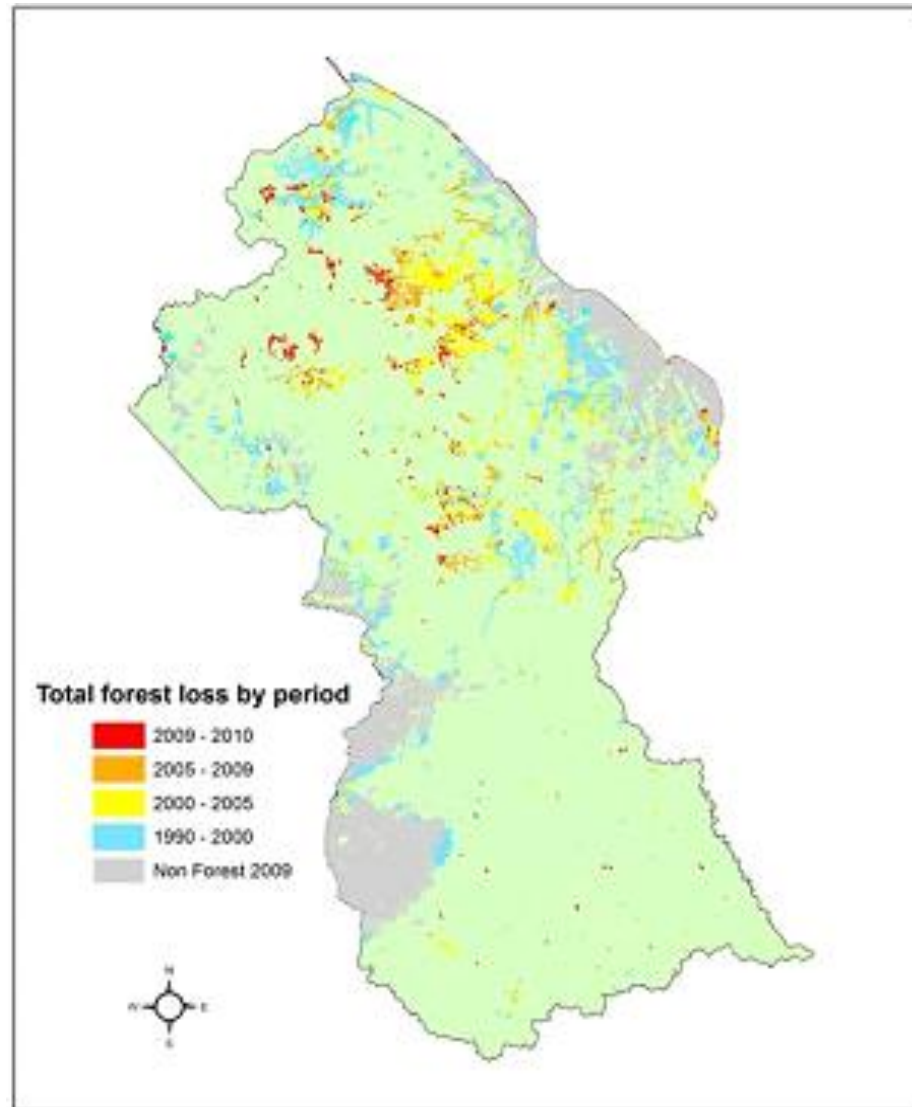 Total forest loss by period
2009 - 2010
2005 - 2009
2000 - 2005
1990 - 2000
Non Forest 2009
N
W E
S